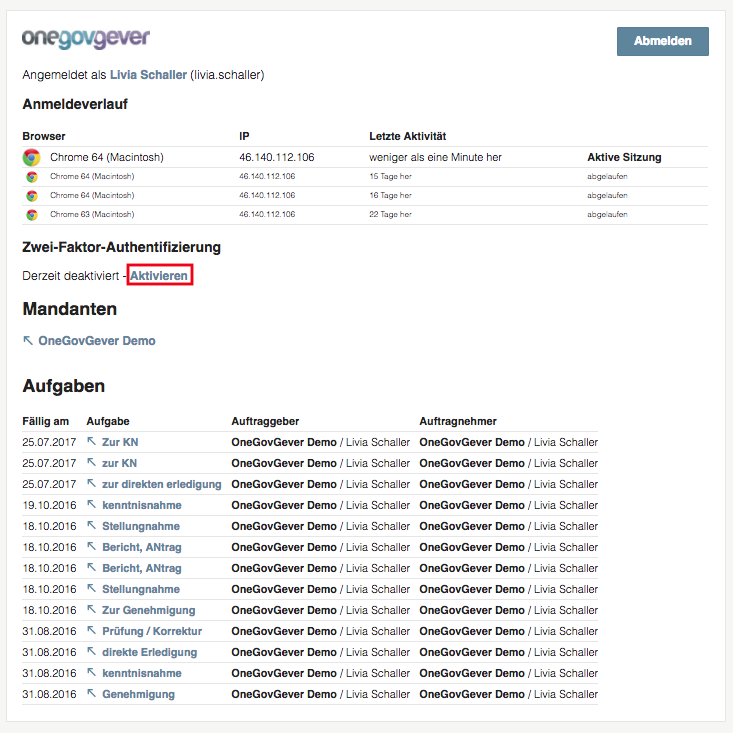 onegovgever
Abmelden
Angemeldet als Livia Schaller (livia.schaller)
Anmeldeverlauf
Browser IP Letzte Aktivität
Chrome 64 (Macintosh) 46.140.112.106 weniger als eine Minute her Aktive Sitzung
Chrome 64 (Macintosh) 46.140.112.106 15 Tage her abgelaufen
Chrome 64 (Macintosh) 46.140.112.106 16 Tage her abgelaufen
Chrome 63 (Macintosh) 46.140.112.106 22 Tage her abgelaufen
Zwei-Faktor-Authentifizierung
Derzeit deaktiviert - Aktivieren
Mandanten
OneGovGever Demo
Aufgaben
Fällig am Aufgabe Auftraggeber Auftragnehmer
25.07.2017 Zur KN OneGovGever Demo / Livia Schaller OneGovGever Demo / Livia Schaller
25.07.2017 zur KN OneGovGever Demo / Livia Schaller OneGovGever Demo / Livia Schaller
25.07.2017 zur direkten erledigung OneGovGever Demo / Livia Schaller OneGovGever Demo / Livia Schaller
19.10.2016 kenntnisnahme OneGovGever Demo / Livia Schaller OneGovGever Demo / Livia Schaller
18.10.2016 Stellungnahme OneGovGever Demo / Livia Schaller OneGovGever Demo / Livia Schaller
18.10.2016 Bericht, ANtrag OneGovGever Demo / Livia Schaller OneGovGever Demo / Livia Schaller
18.10.2016 Bericht, ANtrag OneGovGever Demo / Livia Schaller OneGovGever Demo / Livia Schaller
18.10.2016 Stellungnahme OneGovGever Demo / Livia Schaller OneGovGever Demo / Livia Schaller
18.10.2016 Zur Genehmigung OneGovGever Demo / Livia Schaller OneGovGever Demo / Livia Schaller
31.08.2016 Prüfung / Korrektur OneGovGever Demo / Livia Schaller OneGovGever Demo / Livia Schaller
31.08.2016 direkte Erledigung OneGovGever Demo / Livia Schaller OneGovGever Demo / Livia Schaller
31.08.2016 kenntnisnahme OneGovGever Demo / Livia Schaller OneGovGever Demo / Livia Schaller
31.08.2016 Genehmigung OneGovGever Demo / Livia Schaller OneGovGever Demo / Livia Schaller